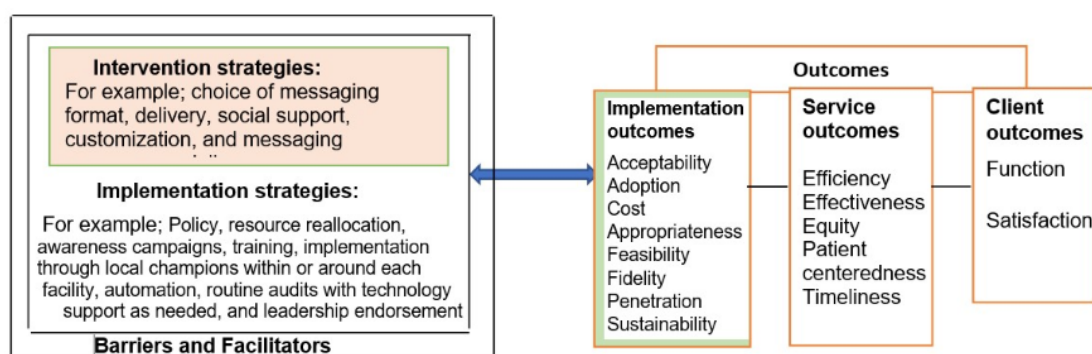 Intervention strategies:
For example; choice of messaging
format, delivery, social support,
customization, and messaging
Implementation strategies:
For example; Policy, resource reallocation,
awareness campaigns, training, implementation
through local champions within or around each
facility, automation, routine audits with technology
support as needed, and leadership endorsement
Barriers and Facilitators
Outcomes
Implementation
outcomes
Acceptability
Adoption
Cost
Appropriateness
Feasibility
Fidelity
Penetration
Sustainability
Service
outcomes
Efficiency
Effectiveness
Equity
Patient
centeredness
Timeliness
Client
outcomes
Function
Satisfaction